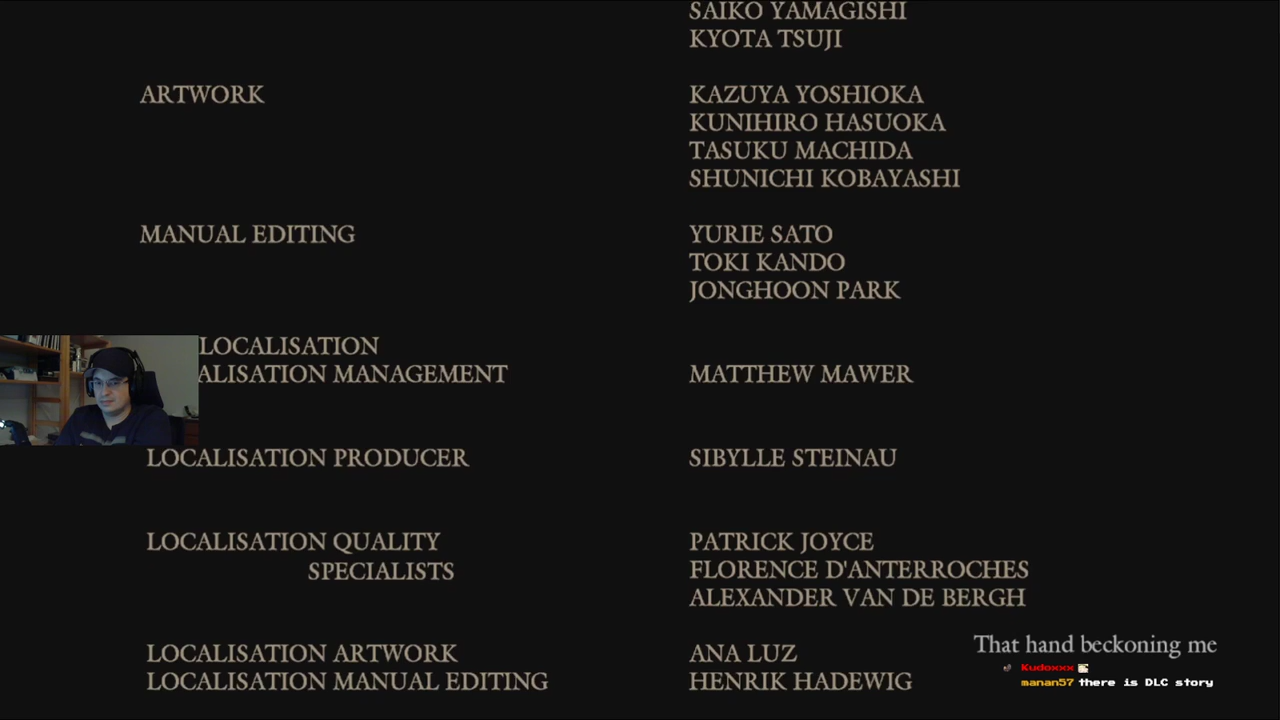 SAIKO YAMAGISHI
KYOTA TSUJI
ARTWORK KAZUYA YOSHIOKA
KUNIHIRO HASUOKA
TASUKU MACHIDA
SHUNICHI KOBAYASHI
MANUAL EDITING YURIE SATO
TOKI KANDO
JONGHOON PARK
LOCALISATION
ALISATION MANAGEMENT MATTHEW MAWER
LOCALISATION PRODUCER SIBYLLE STEINAU
LOCALISATION QUALITY PATRICK JOYCE
SPECIALISTS FLORENCE D'ANTERROCHES
ALEXANDER VAN DE BERGH
LOCALISATION ARTWORK ANA LUZ
LOCALISATION MANUAL EDITING HENRIK HADEWIG
That hand beckoning me
Kudoxxx
manan57 there is DLC story